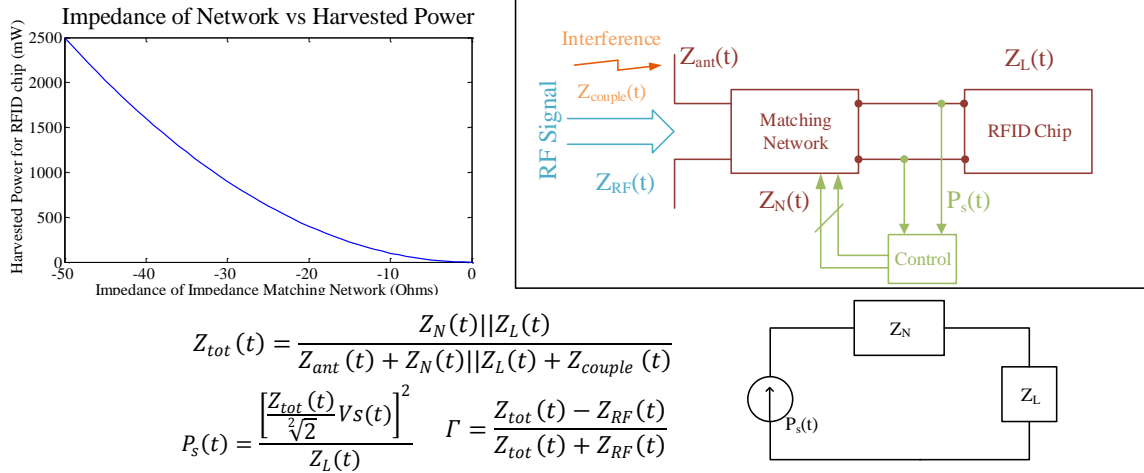 Impedance of Network vs Harvested Power
Harvested Power for RFID chip (mW)
2500
2000
1500
1000
500
0
-50
-40
-30
-20
-10
0
Impedance of Impedance Matching Network (Ohms)
Interference
Z_couple(t)
RF Signal
Z_RF(t)
Z_ant(t)
Matching
Network
Z_N(t)
Z_L(t)
RFID Chip
P_s(t)
Control
Z_tot(t) = Z_N(t)||Z_L(t) / Z_ant(t) + Z_N(t)||Z_L(t) + Z_couple(t)
P_s(t) = [Z_tot(t) / ²√2 Vs(t)]² / Z_L(t)
Γ = Z_tot(t) − Z_RF(t) / Z_tot(t) + Z_RF(t)
Z_N
Z_L
P_s(t)